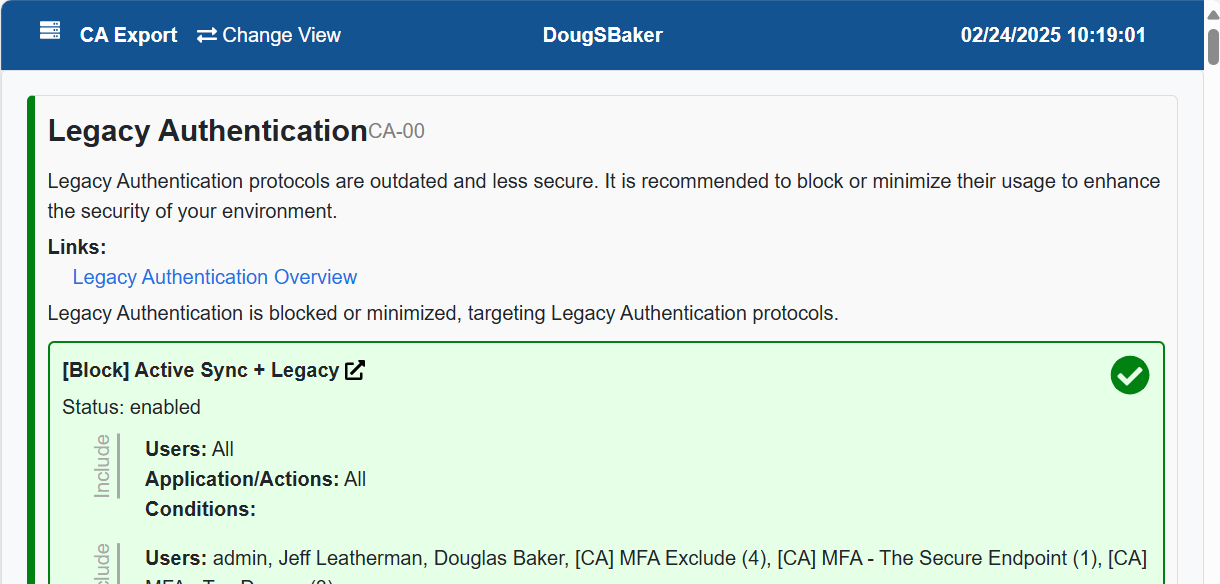 CA Export Change View DougSBaker 02/24/2025 10:19:01
Legacy AuthenticationCA-00
Legacy Authentication protocols are outdated and less secure. It is recommended to block or minimize their usage to enhance
the security of your environment.
Links:
Legacy Authentication Overview
Legacy Authentication is blocked or minimized, targeting Legacy Authentication protocols.
[Block] Active Sync + Legacy
Status: enabled
Include
Users: All
Application/Actions: All
Conditions:
Users: admin, Jeff Leatherman, Douglas Baker, [CA] MFA Exclude (4), [CA] MFA - The Secure Endpoint (1), [CA]